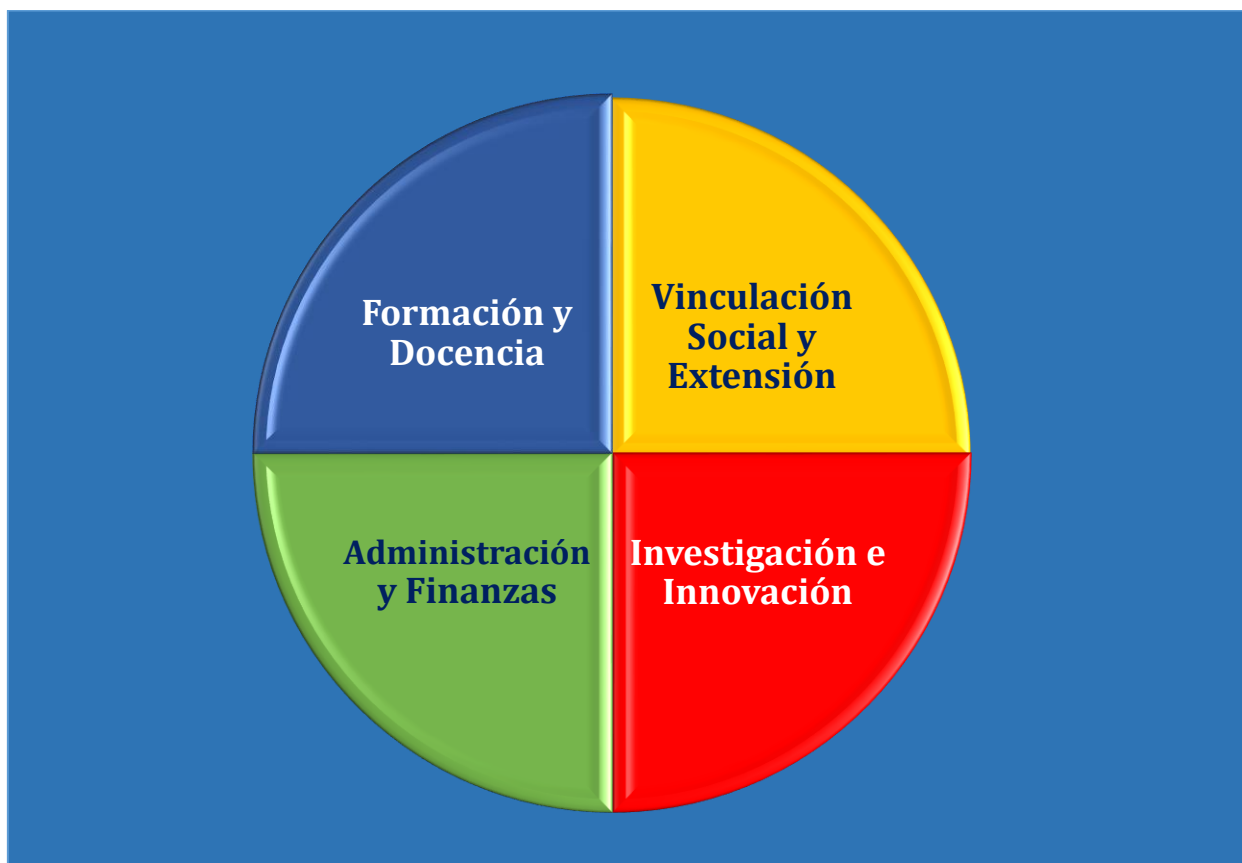 Formación y
Docencia
Vinculación
Social y
Extensión
Administración
y Finanzas
Investigación e
Innovación